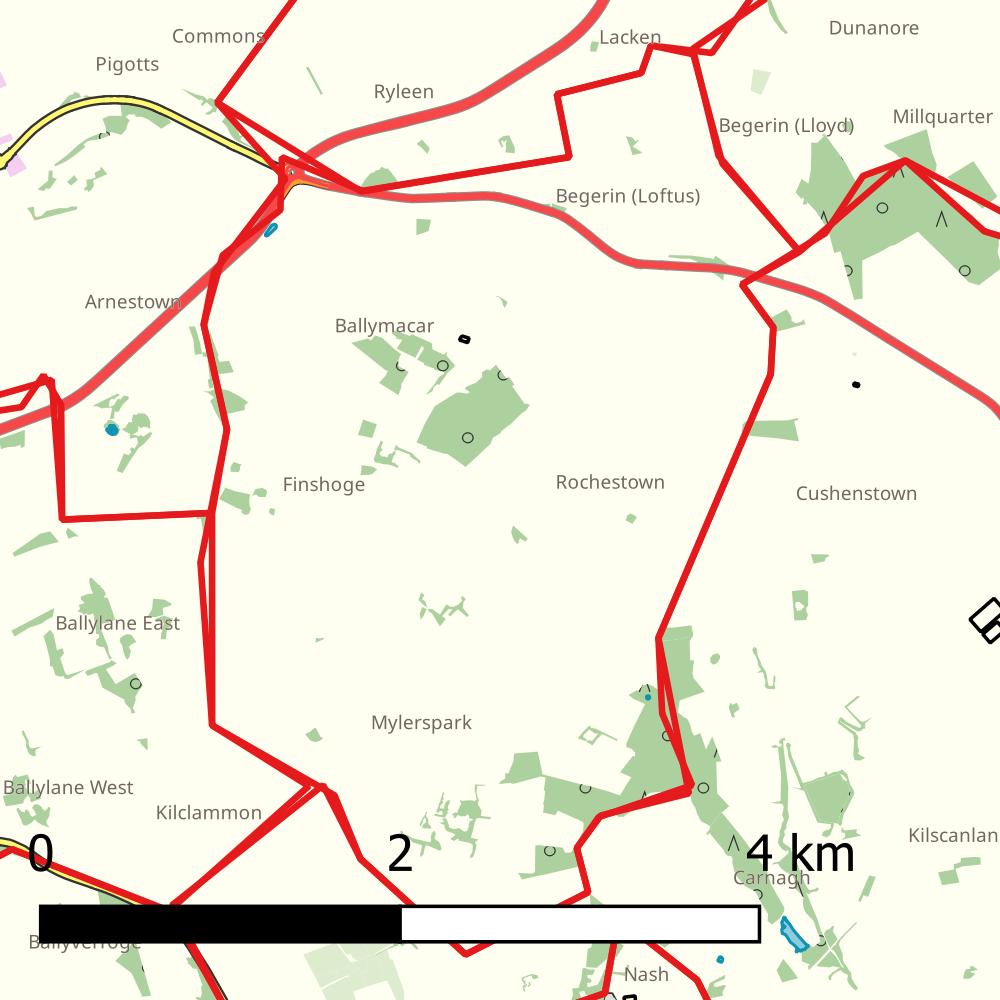 Dunanore
Commons
Lacken
Pigotts
Ryleen
Millquarter
Begerin (Lloyd)
Begerin (Loftus)
Arnestown
Ballymacar
Finshoge
Rochestown
Cushenstown
Ballylane East
Mylerspark
Ballylane West
Kilclammon
Kilscanlan
0 2 4 km
Carnagh
Ballyverroge
Nash